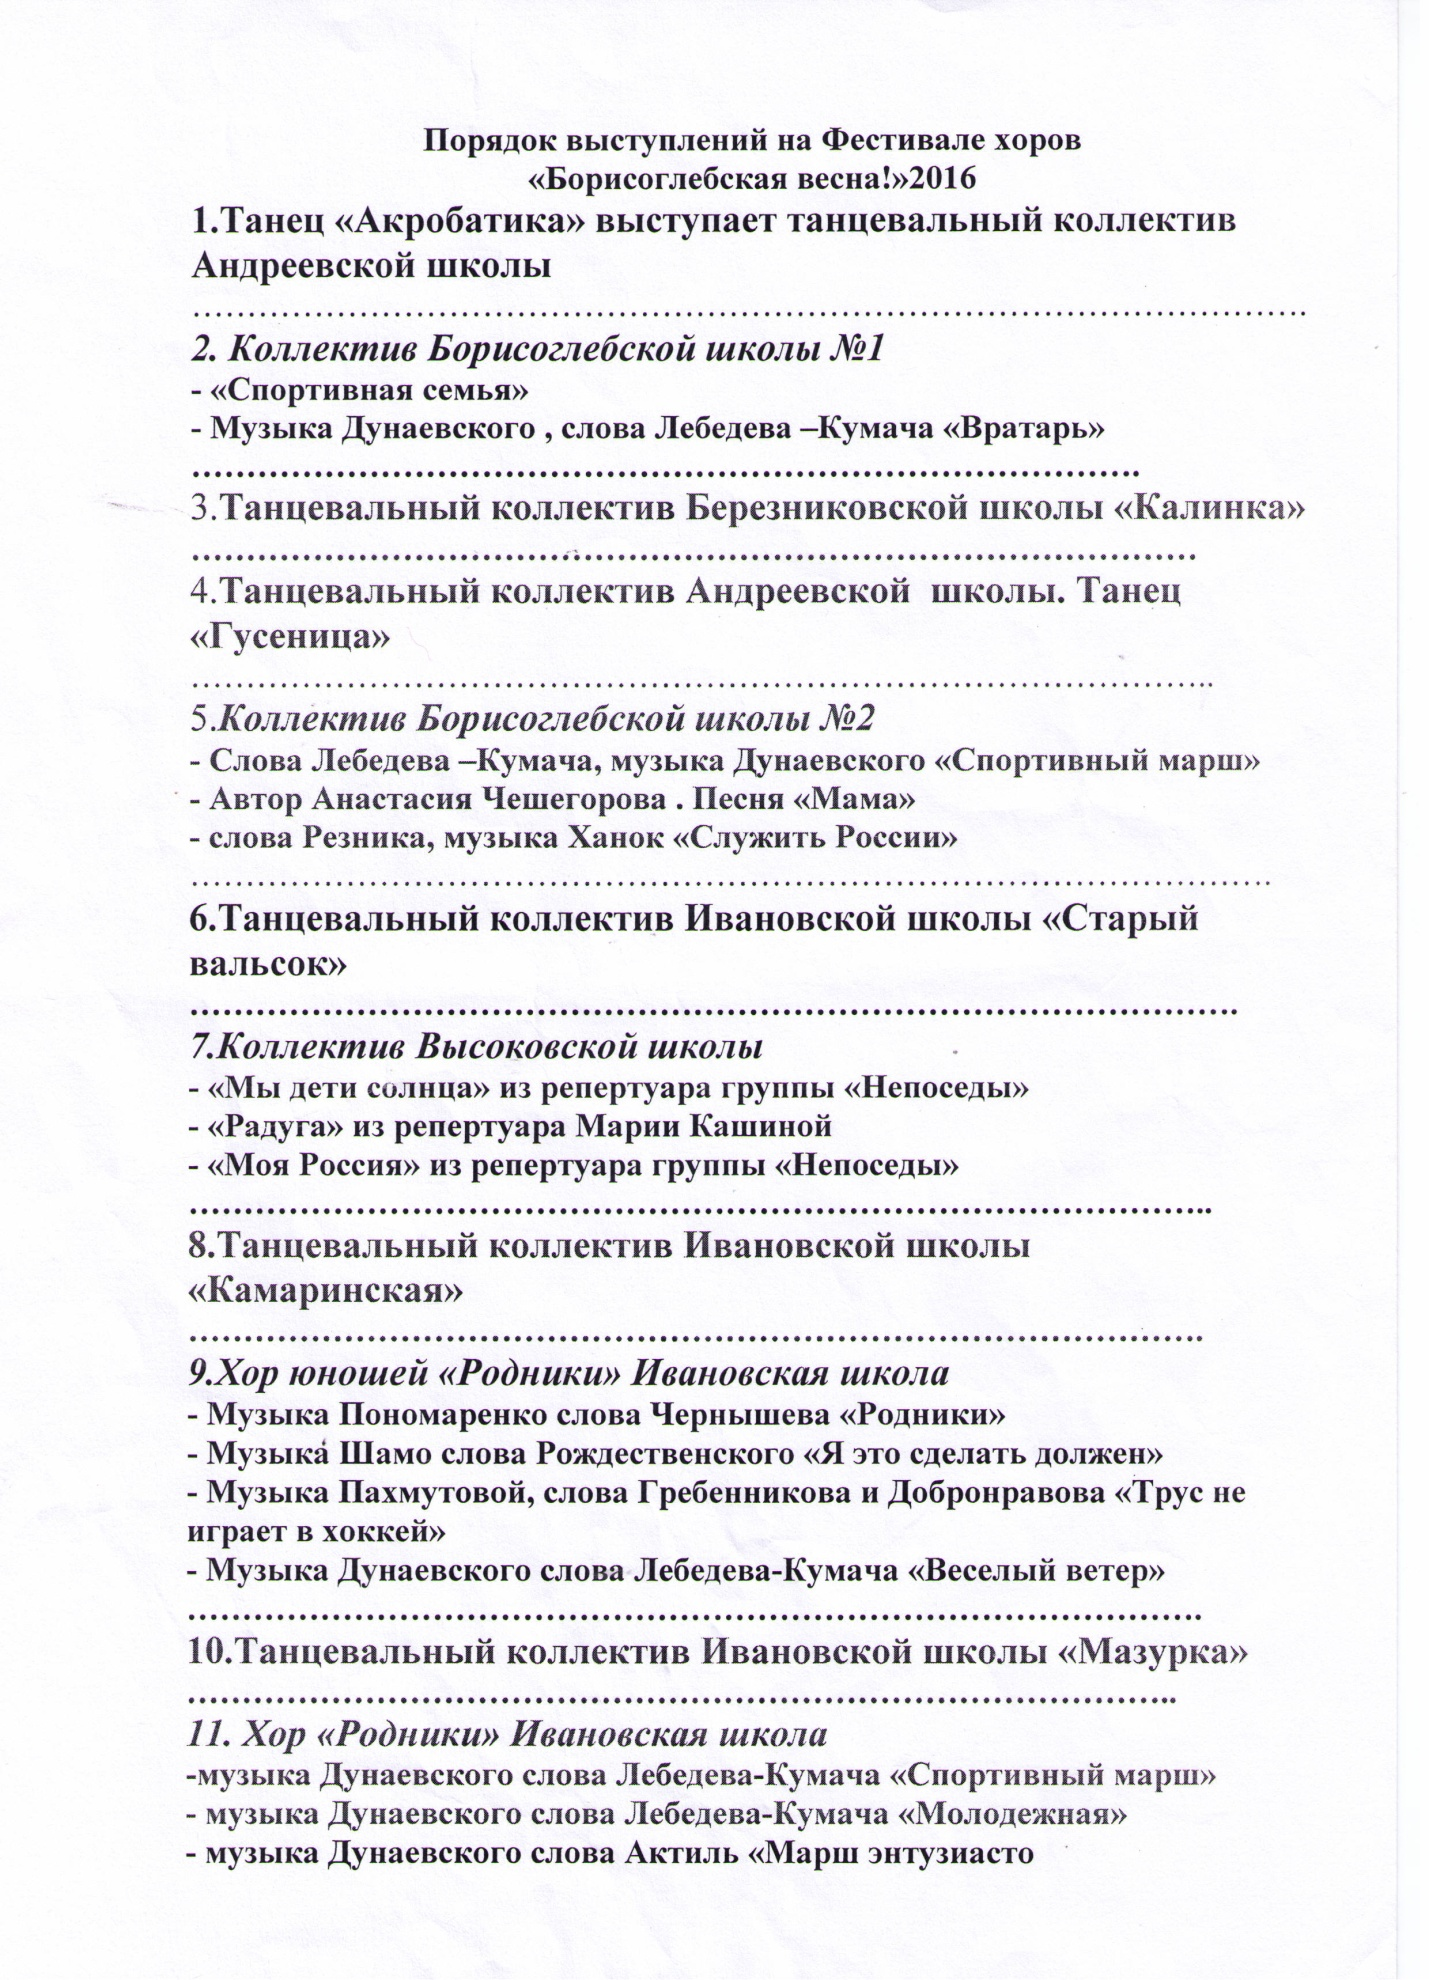 Порядок выступлений на Фестивале хоров
«Борисоглебская весна!»2016
1.Танец «Акробатика» выступает танцевальный коллектив
Андреевской школы
……………………………………………………………………………………….
2. Коллектив Борисоглебской школы №1
- «Спортивная семья»
- Музыка Дунаевского , слова Лебедева –Кумача «Вратарь»
…………………………………………………………………………….
3.Танцевальный коллектив Березниковской школы «Калинка»
…………………………………………………………………………………
4.Танцевальный коллектив Андреевской  школы. Танец
«Гусеница»
………………………………………………………………………………..
5.Коллектив Борисоглебской школы №2
- Слова Лебедева –Кумача, музыка Дунаевского «Спортивный марш»
- Автор Анастасия Чешегорова . Песня «Мама»
- слова Резника, музыка Ханок «Служить России»
……………………………………………………………………………………
6.Танцевальный коллектив Ивановской школы «Старый
вальсок»
…………………………………………………………………………………….
7.Коллектив Высоковской школы
- «Мы дети солнца» из репертуара группы «Непоседы»
- «Радуга» из репертуара Марии Кашиной
- «Моя Россия» из репертуара группы «Непоседы»
…………………………………………………………………………………..
8.Танцевальный коллектив Ивановской школы
«Камаринская»
………………………………………………………………………………….
9.Хор юношей «Родники» Ивановская школа
- Музыка Пономаренко слова Чернышева «Родники»
- Музыка Шамо слова Рождественского «Я это сделать должен»
- Музыка Пахмутовой, слова Гребенникова и Добронравова «Трус не
играет в хоккей»
- Музыка Дунаевского слова Лебедева-Кумача «Веселый ветер»
………………………………………………………………………………….
10.Танцевальный коллектив Ивановской школы «Мазурка»
………………………………………………………………………………..
11. Хор «Родники» Ивановская школа
-музыка Дунаевского слова Лебедева-Кумача «Спортивный марш»
- музыка Дунаевского слова Лебедева-Кумача «Молодежная»
- музыка Дунаевского слова Актиль «Марш энтузиасто